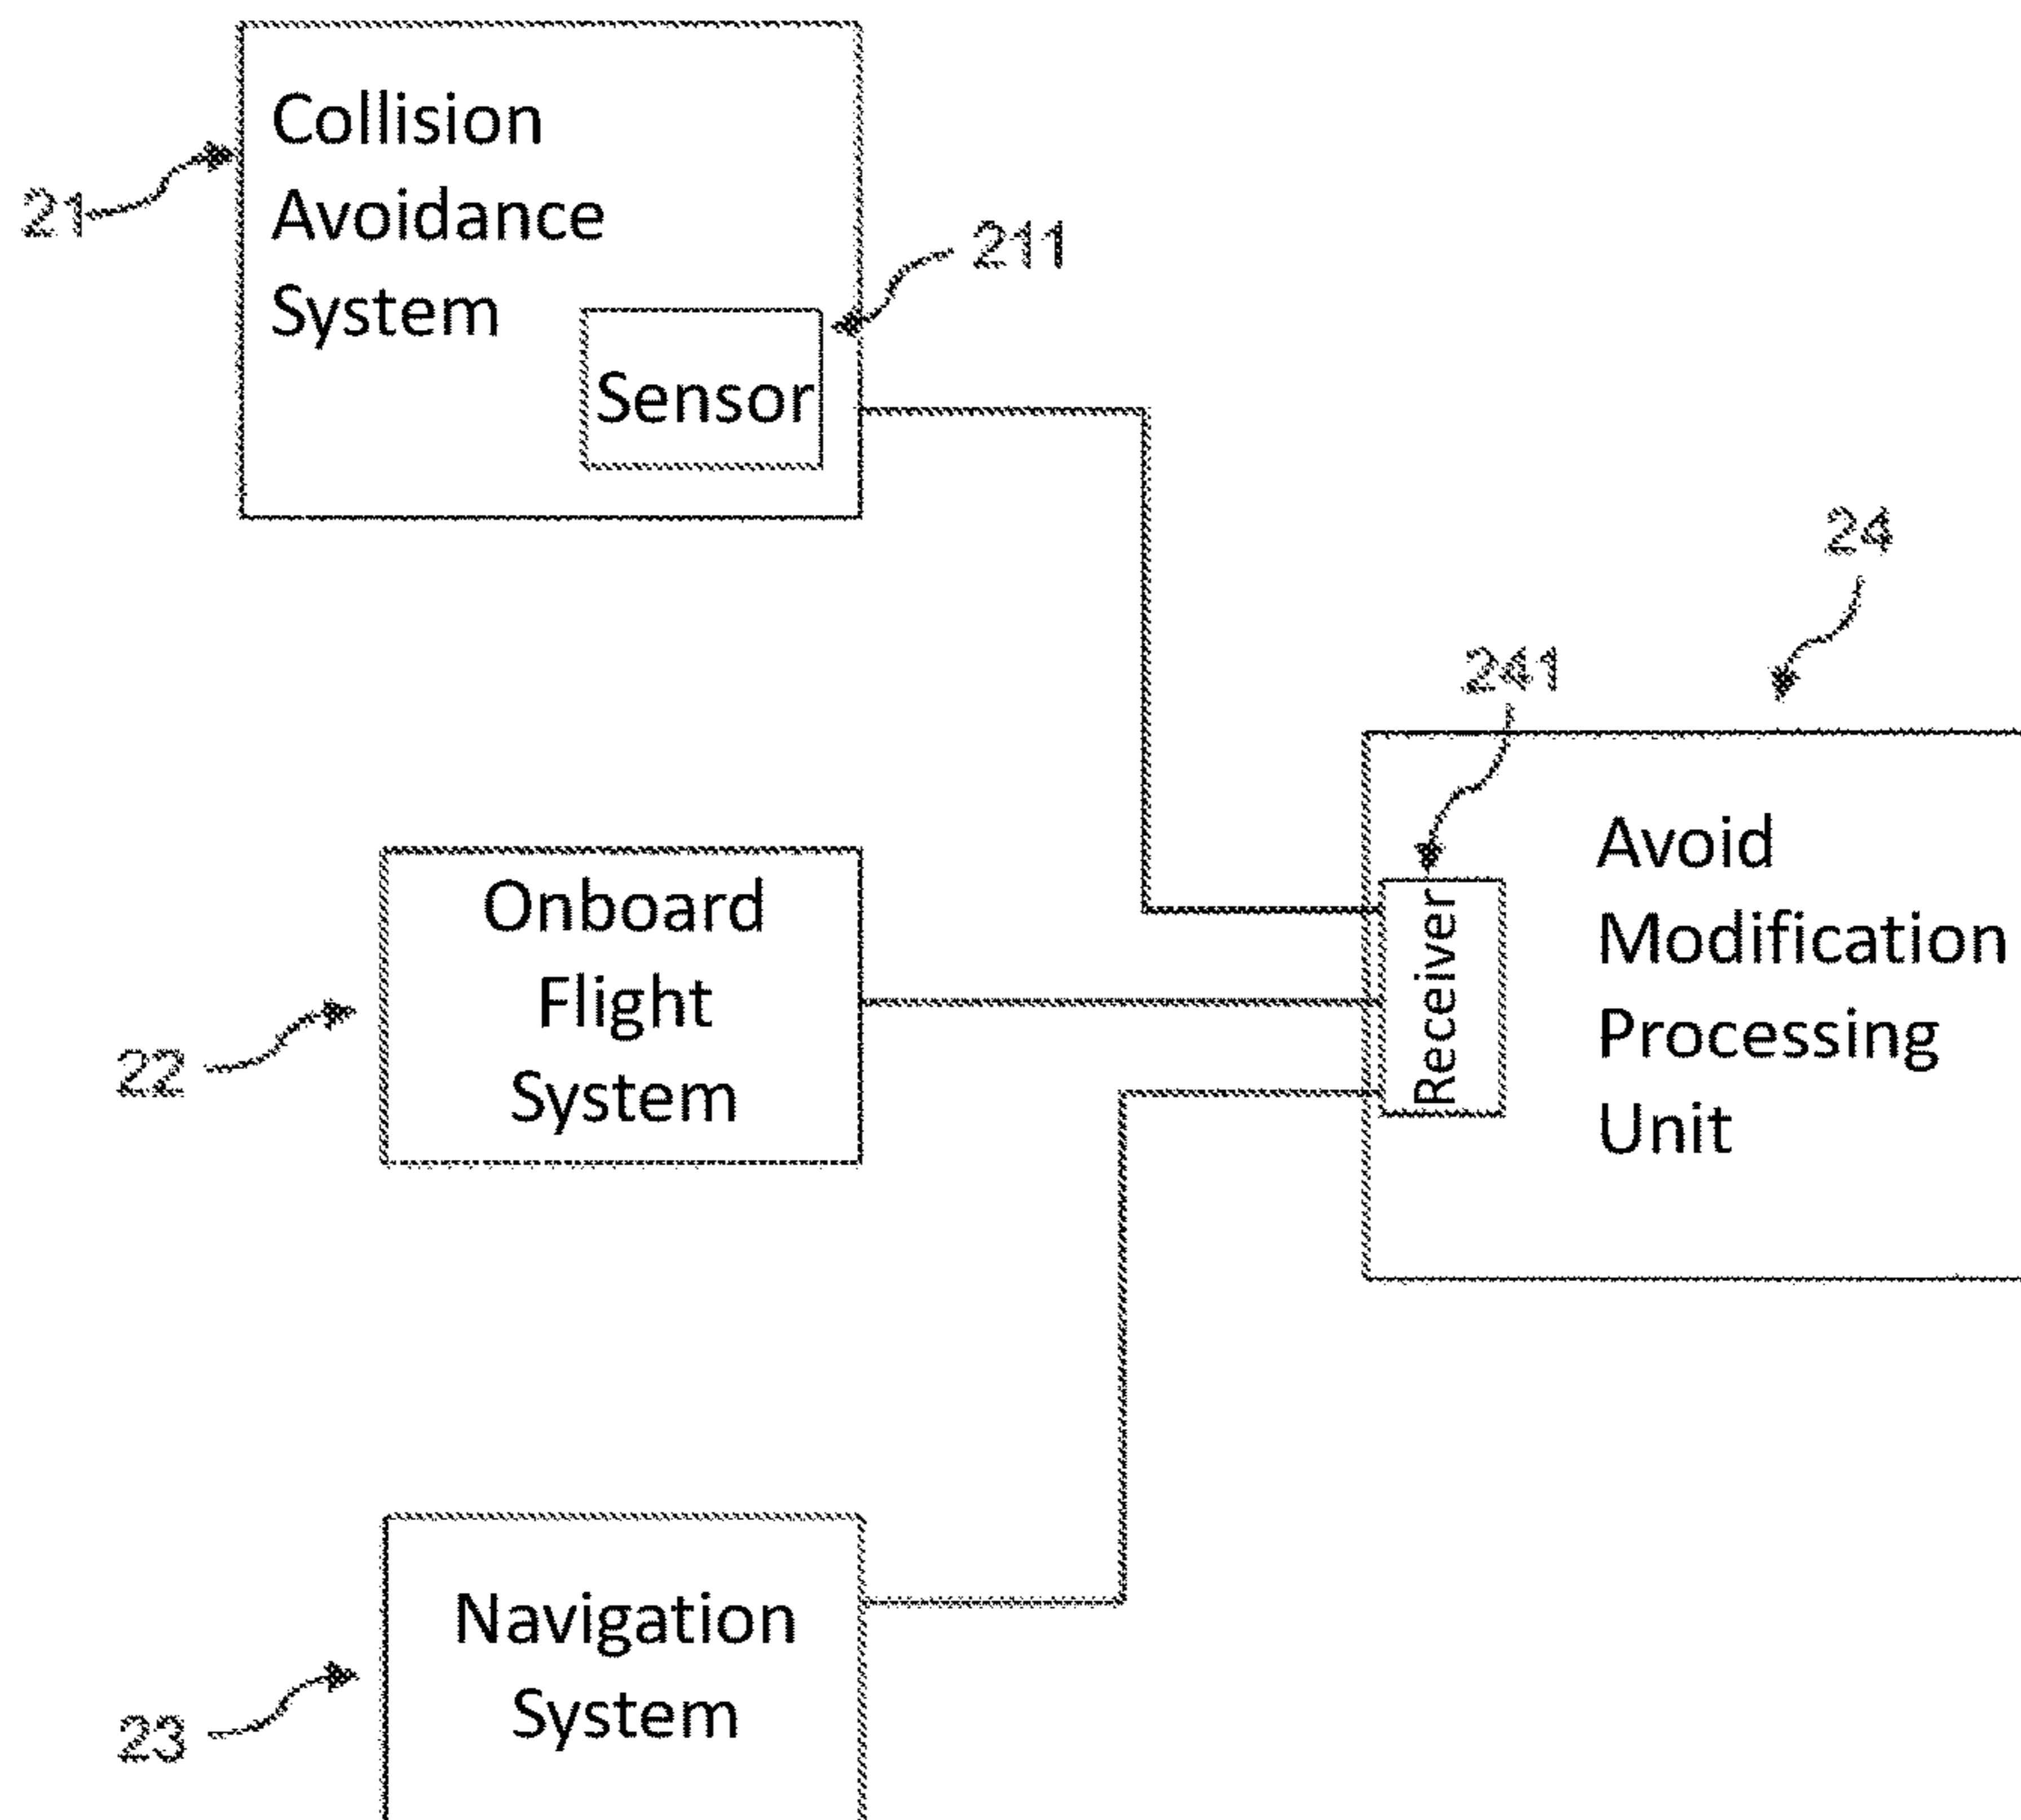 Collision
Avoidance
System
21
211
Sensor
24
241
Avoid
Modification
Processing
Unit
Receiver
Onboard
Flight
System
22
Navigation
System
23